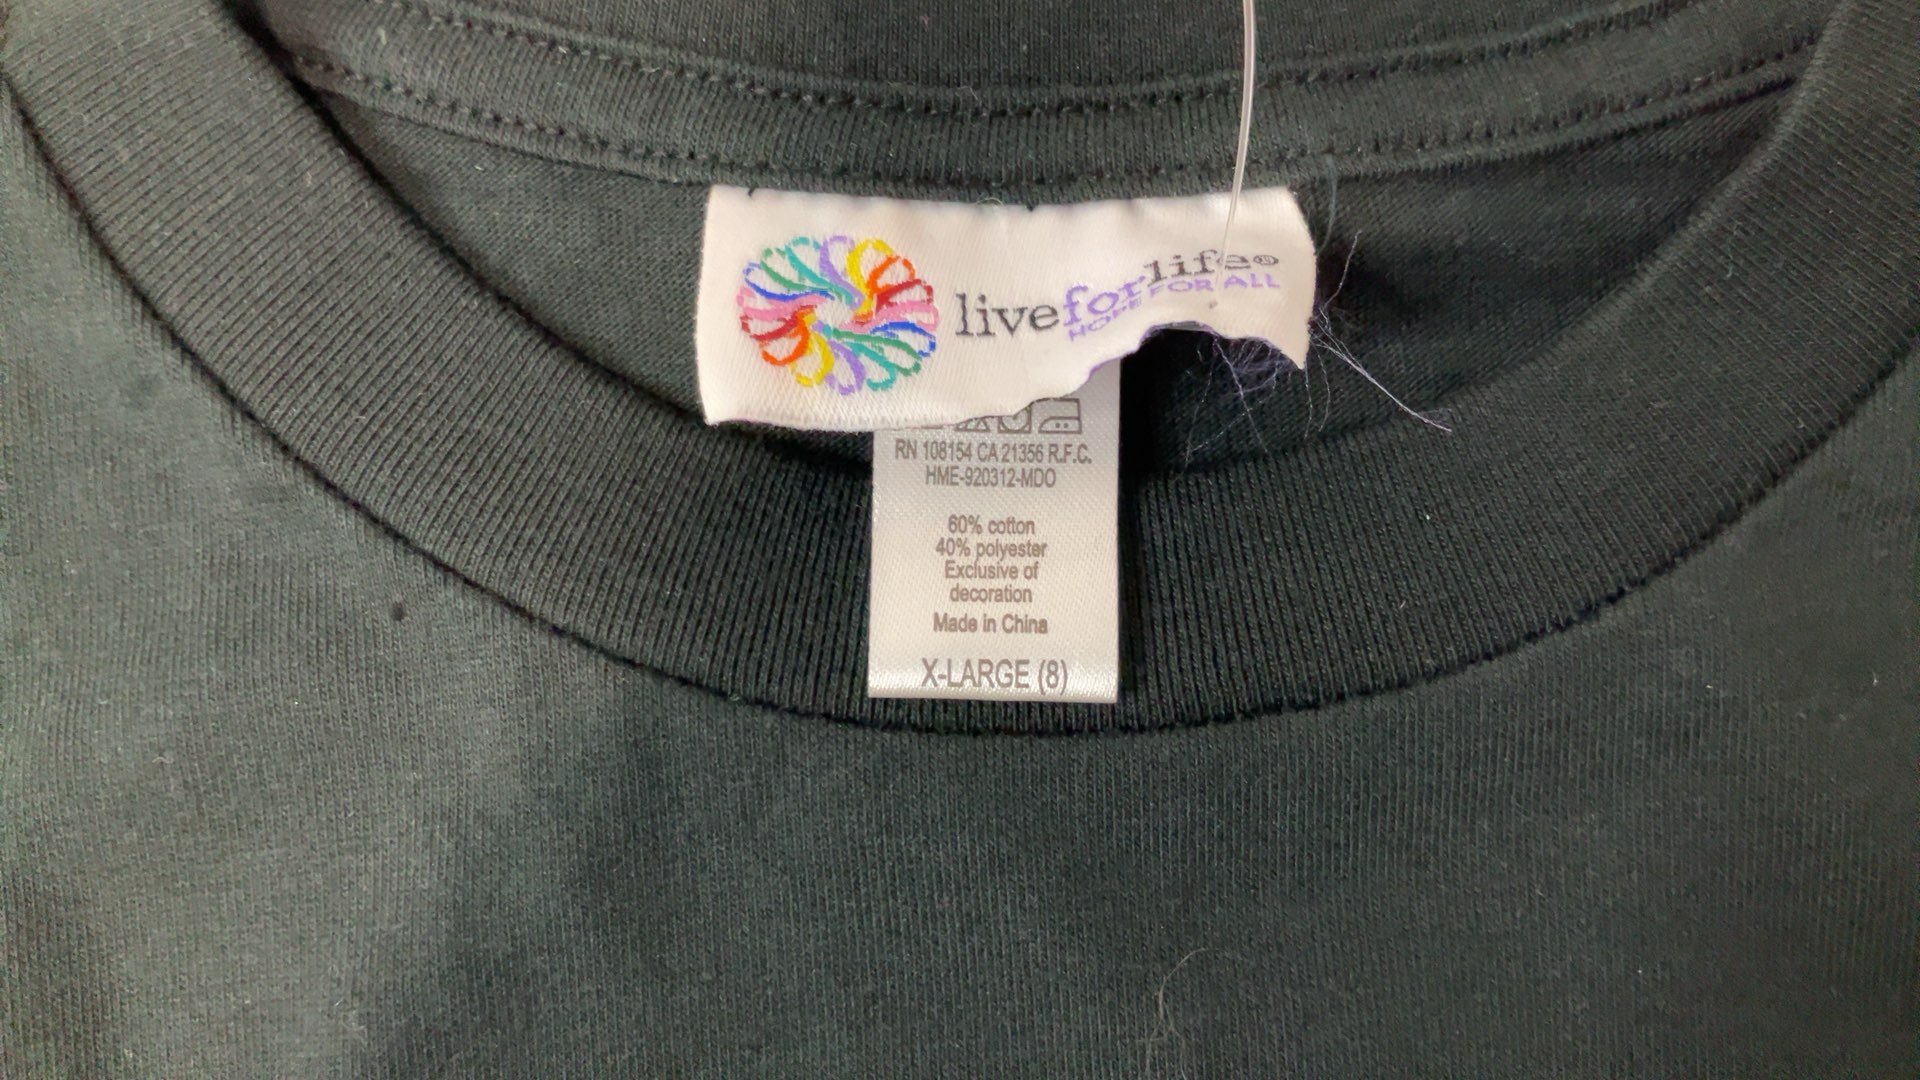 liveforlife®
HOPE FOR ALL
RN 108154 CA 21356 R.F.C.
HME-920312-MDO
60% cotton
40% polyester
Exclusive of
decoration
Made in China
X-LARGE (8)